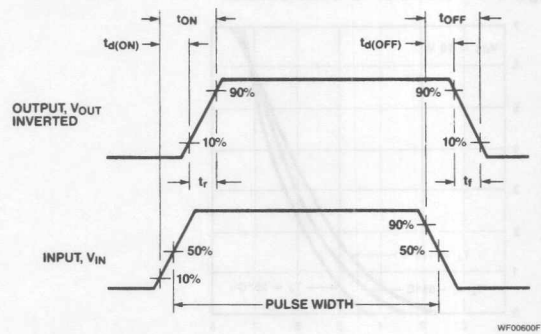 tON
tOFF
td(ON)
td(OFF)
OUTPUT, VOUT
INVERTED
90%
90%
10%
10%
tr
tf
INPUT, VIN
90%
50%
50%
10%
PULSE WIDTH
WF00600F